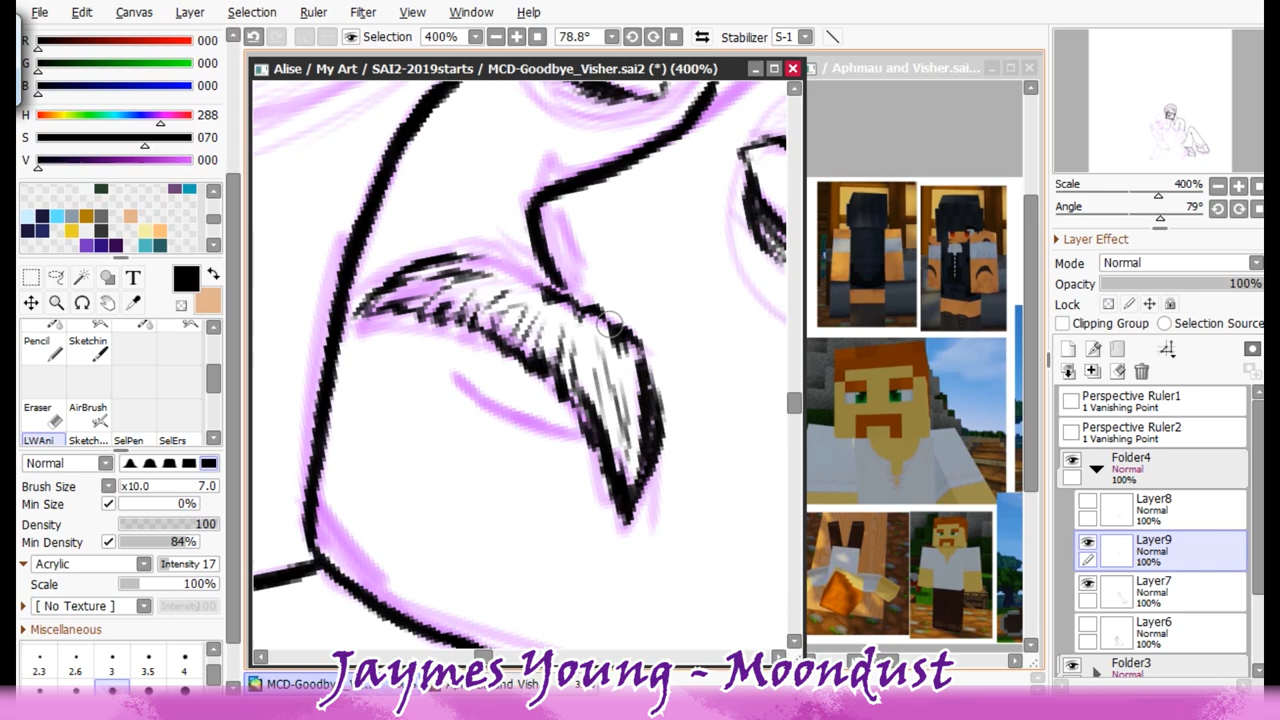 File Edit Canvas Layer Selection Ruler Filter View Window Help
R 000
G 000
B 000
H 288
S 070
V 000
Selection 400% 78.8° Stabilizer S-1
Alise / My Art / SAI2-2019starts / MCD-Goodbye_Visher.sai2 (*) (400%)
/ Aphmau and Visher.sai...
T
Pencil Sketchin
Eraser AirBrush
LWAni Sketch... SelPen SelErs
Normal
Brush Size x10.0 7.0
Min Size 0%
Density 100
Min Density 84%
Acrylic Intensity 17
Scale 100%
[ No Texture ] Intensity 100
Miscellaneous
2.3 2.6 3 3.5 4
Scale 400%
Angle 79°
Layer Effect
Mode Normal
Opacity 100%
Lock
Clipping Group Selection Source
Perspective Ruler1
1 Vanishing Point
Perspective Ruler2
1 Vanishing Point
Folder4
Normal
100%
Layer8
Normal
100%
Layer9
Normal
100%
Layer7
Normal
100%
Layer6
Normal
100%
Folder3
Normal
MCD-Goodb
Jaymes Young - Moondust